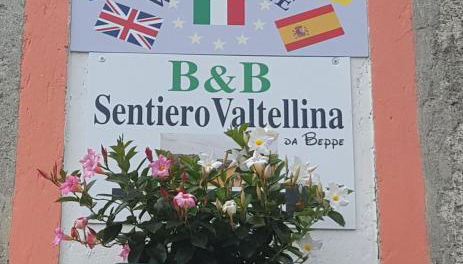 B&B
Sentiero Valtellina
DA BEPPE